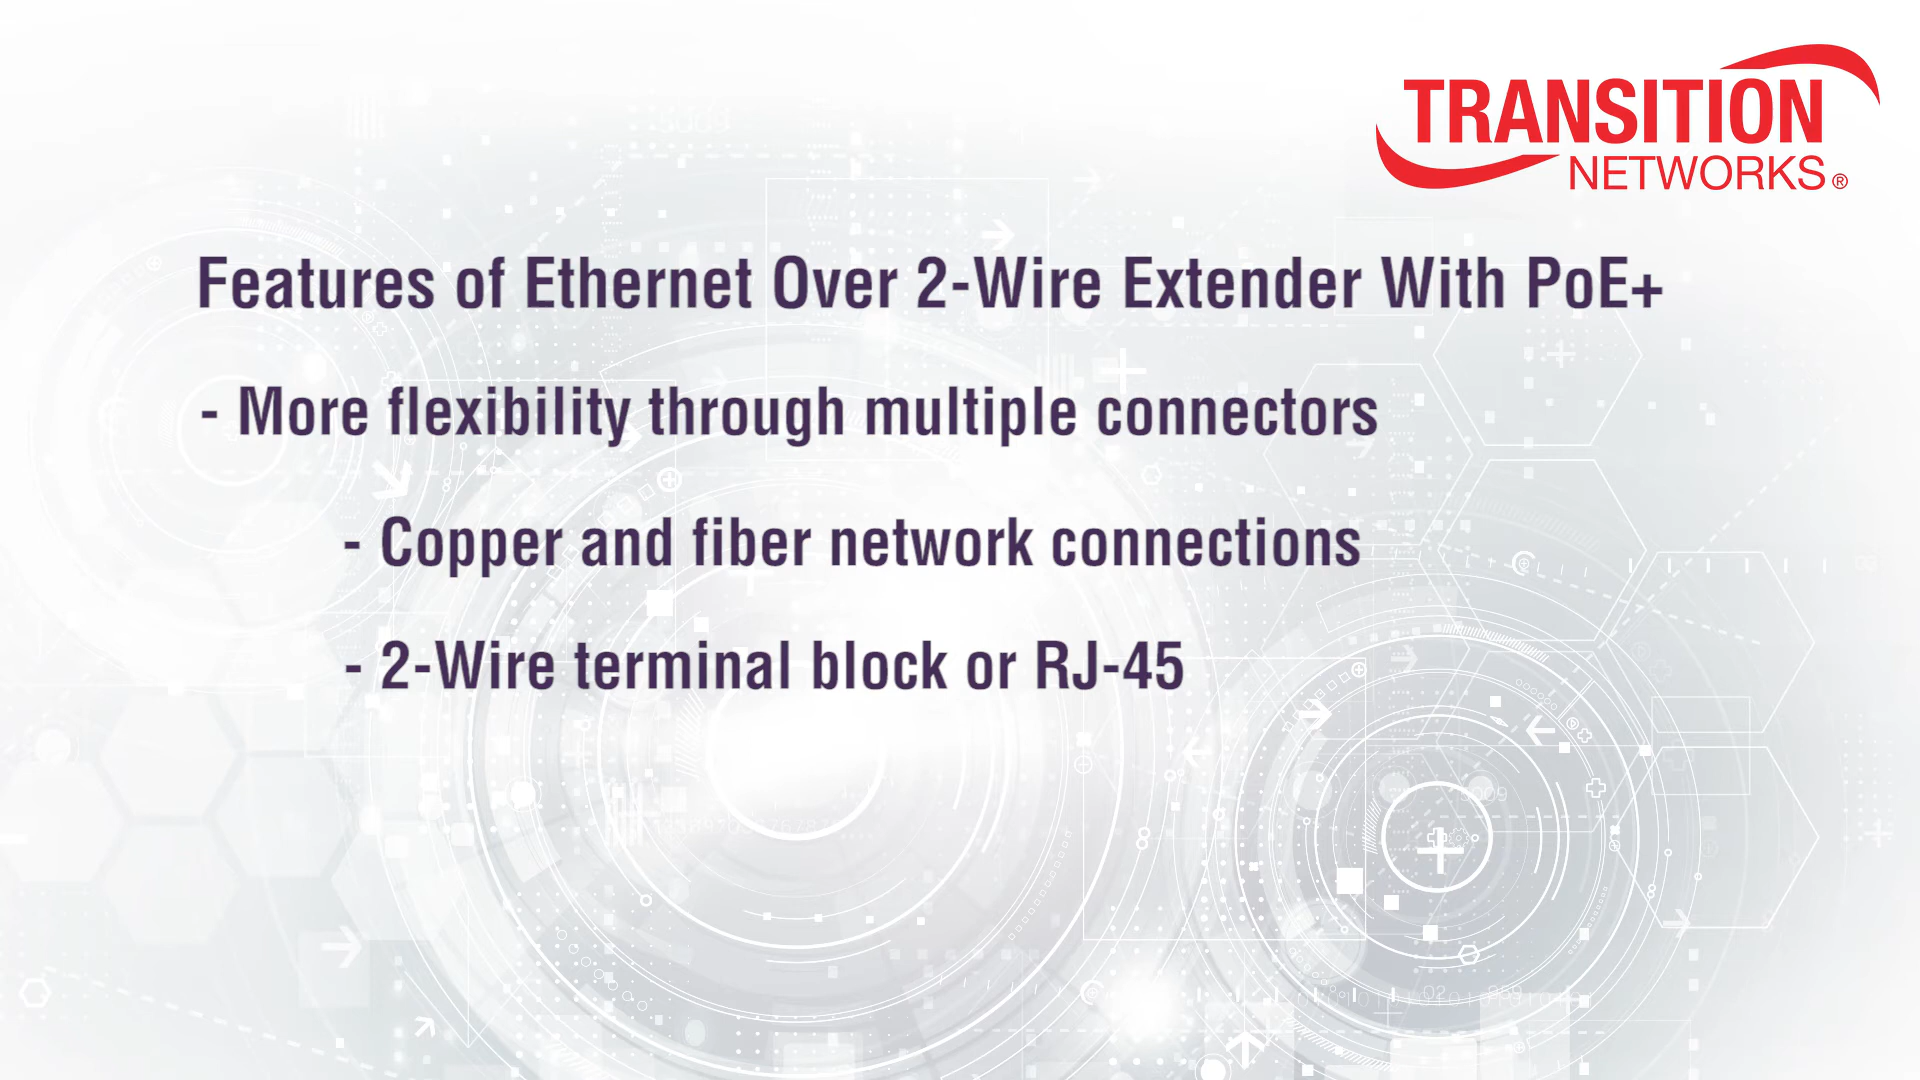 TRANSITION
NETWORKS®
Features of Ethernet Over 2-Wire Extender With PoE+
- More flexibility through multiple connectors
- Copper and fiber network connections
- 2-Wire terminal block or RJ-45